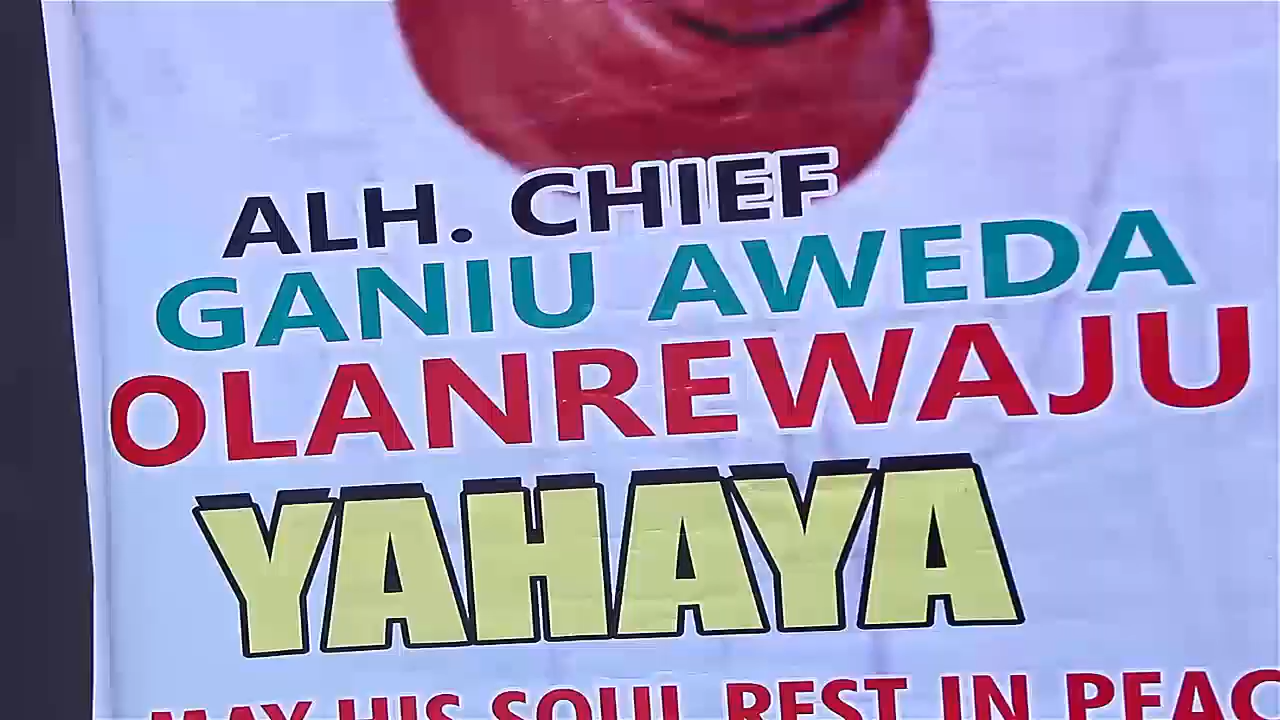 ALH. CHIEF
GANIU AWEDA
OLANREWAJU
YAHAYA
MAY HIS SOUL REST IN PEAC